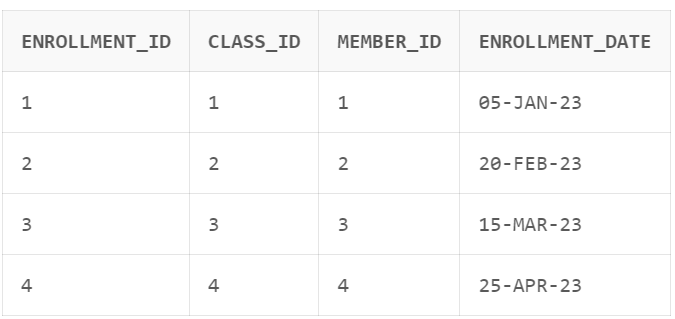 ENROLLMENT_ID CLASS_ID MEMBER_ID ENROLLMENT_DATE
1 1 1 05-JAN-23
2 2 2 20-FEB-23
3 3 3 15-MAR-23
4 4 4 25-APR-23